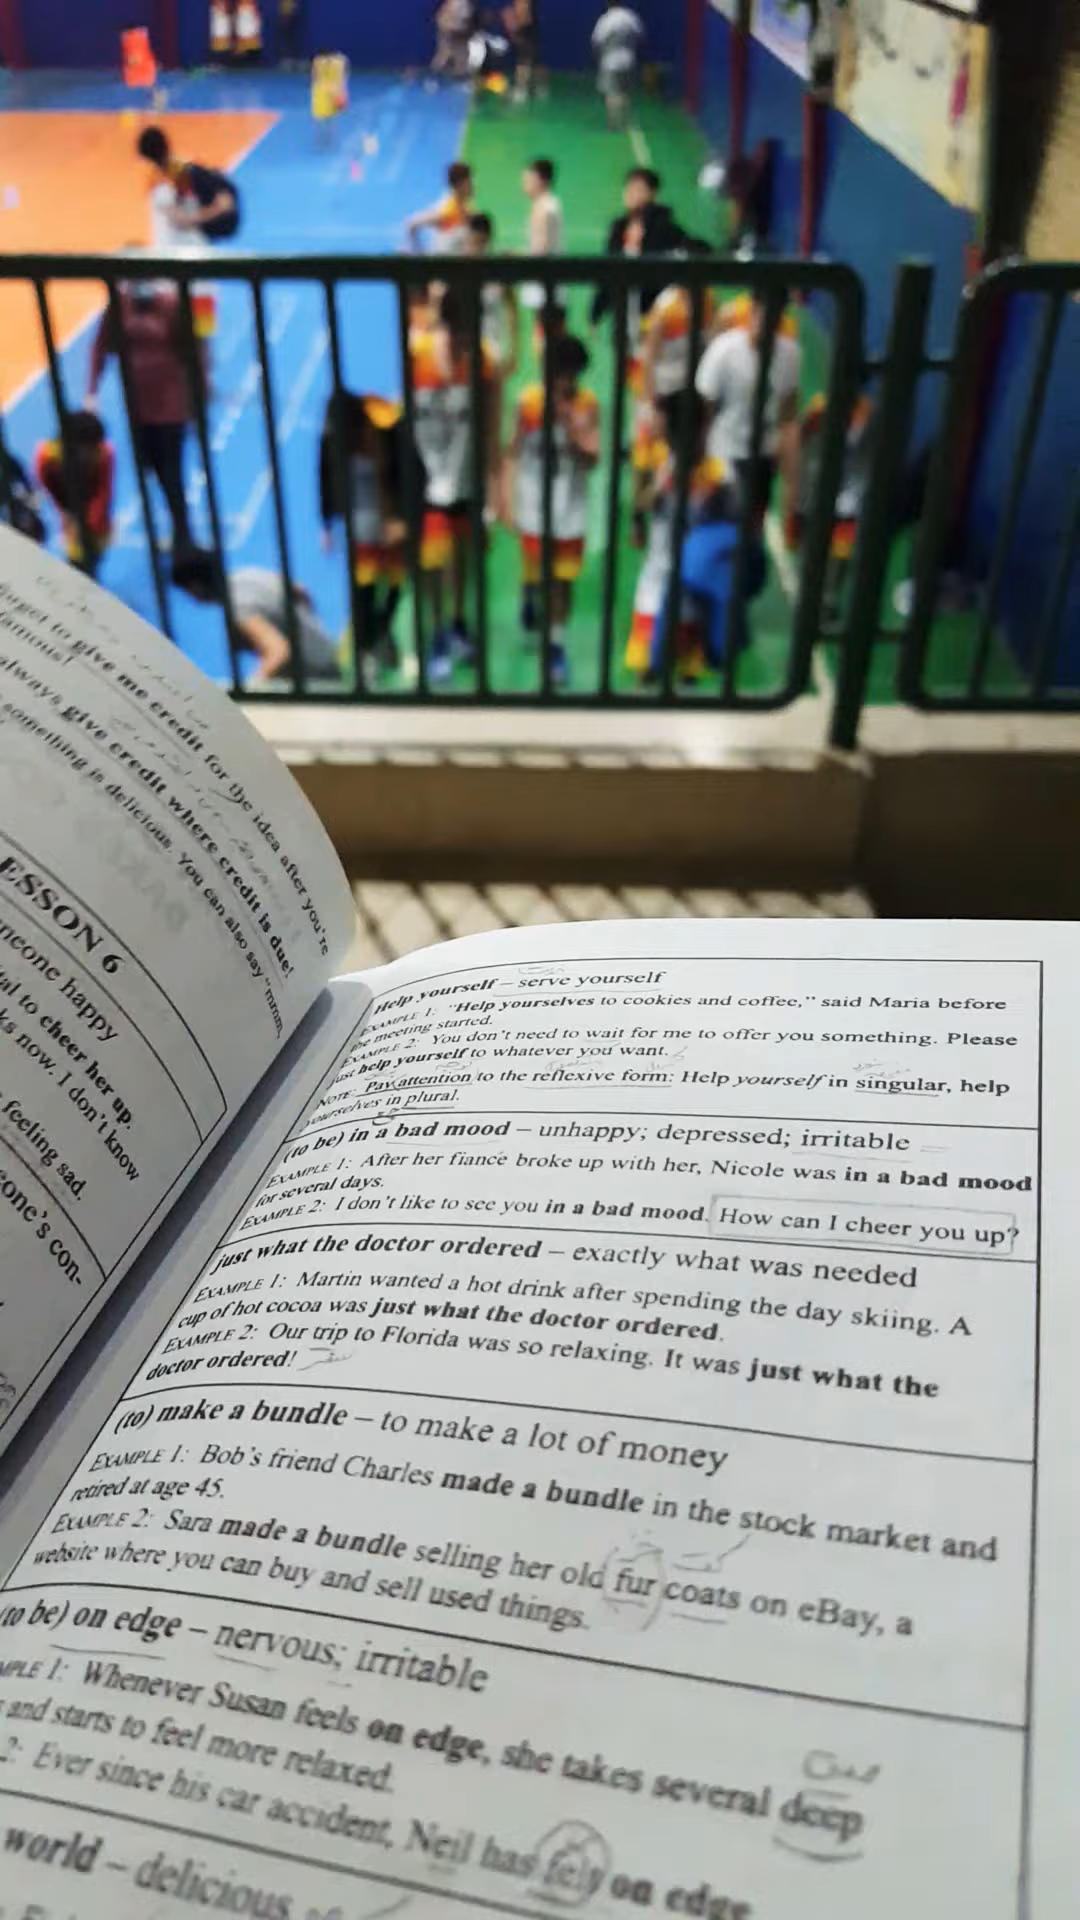 give me credit for the idea after you're
famous!
always give credit where credit is due!
something is delicious. You can also say "mmm
ESSON 6
meone happy
to cheer her up.
ks now. I don't know
feeling sad.
eone's con-
Help yourself – serve yourself
EXAMPLE 1: "Help yourselves to cookies and coffee," said Maria before
the meeting started.
EXAMPLE 2: You don't need to wait for me to offer you something. Please
just help yourself to whatever you want.
NOTE: Pay attention to the reflexive form: Help yourself in singular, help
yourselves in plural.
(to be) in a bad mood – unhappy; depressed; irritable
EXAMPLE 1: After her fiancé broke up with her, Nicole was in a bad mood
for several days.
EXAMPLE 2: I don't like to see you in a bad mood. How can I cheer you up?
just what the doctor ordered – exactly what was needed
EXAMPLE 1: Martin wanted a hot drink after spending the day skiing. A
cup of hot cocoa was just what the doctor ordered.
EXAMPLE 2: Our trip to Florida was so relaxing. It was just what the
doctor ordered!
(to) make a bundle – to make a lot of money
EXAMPLE 1: Bob's friend Charles made a bundle in the stock market and
retired at age 45.
EXAMPLE 2: Sara made a bundle selling her old fur coats on eBay, a
website where you can buy and sell used things.
(to be) on edge – nervous; irritable
MPLE 1: Whenever Susan feels on edge, she takes several deep
and starts to feel more relaxed.
2: Ever since his car accident, Neil has felt on edge
world – delicious